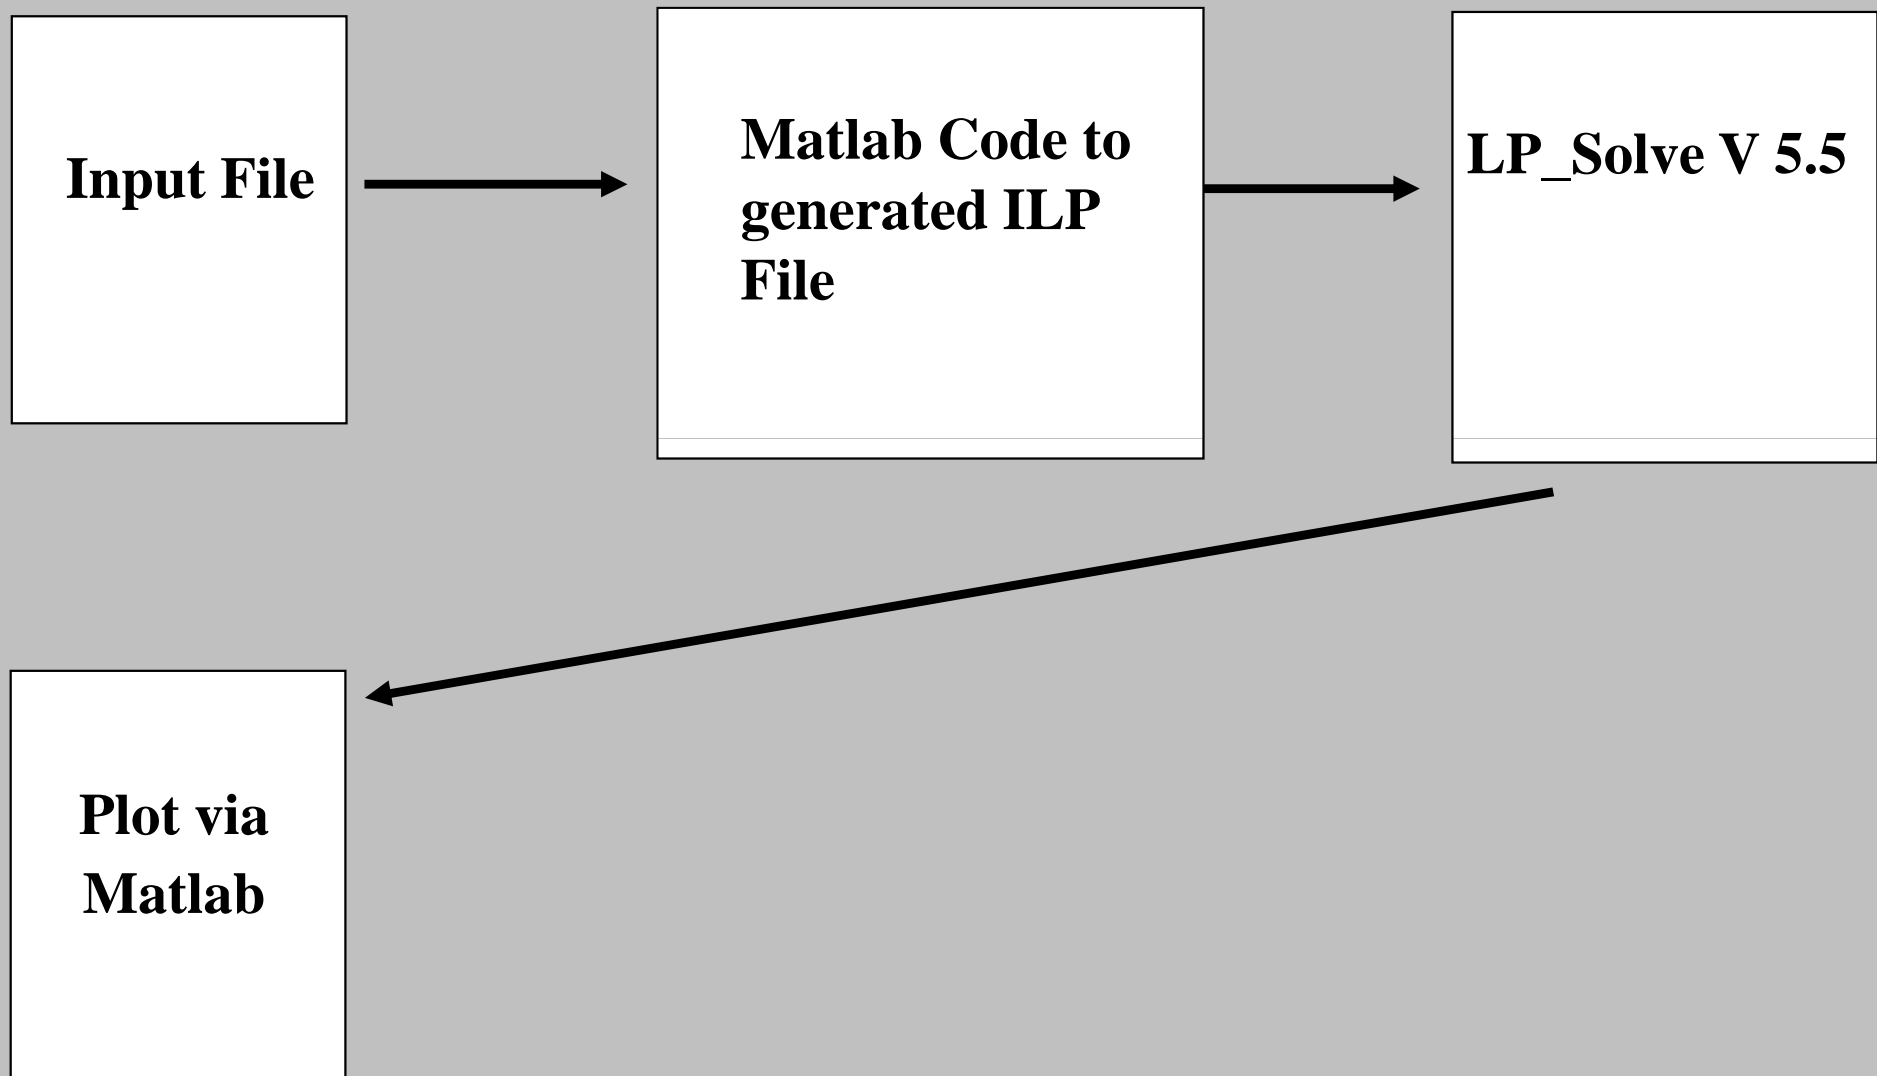 Input File
Matlab Code to
generated ILP
File
LP_Solve V 5.5
Plot via
Matlab